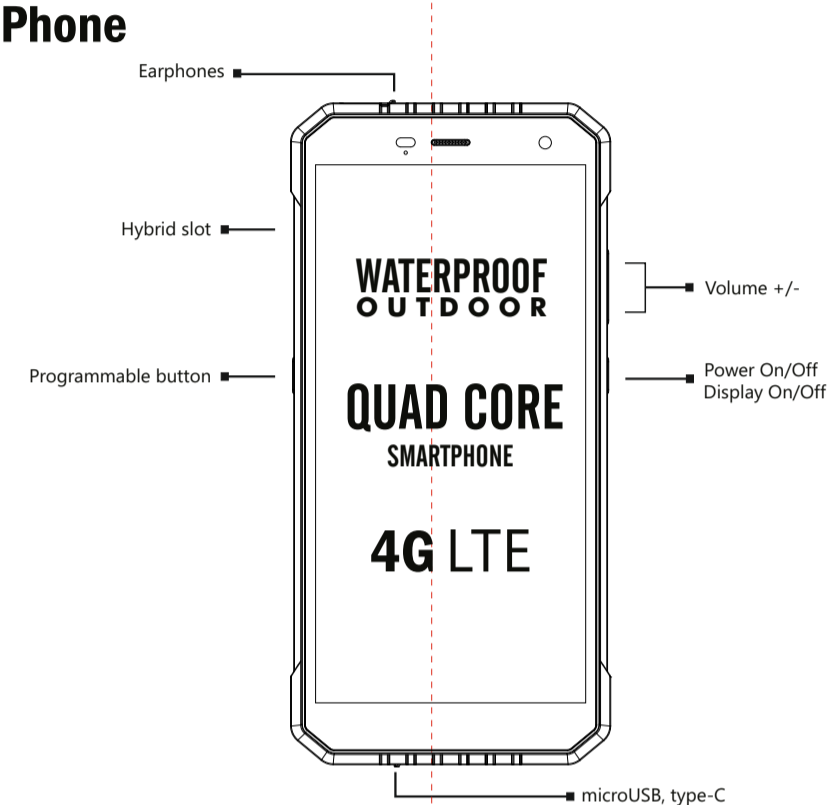 Phone
Earphones
Hybrid slot
WATERPROOF
OUTDOOR
Volume +/-
Programmable button
Power On/Off
Display On/Off
QUAD CORE
SMARTPHONE
4G LTE
microUSB, type-C